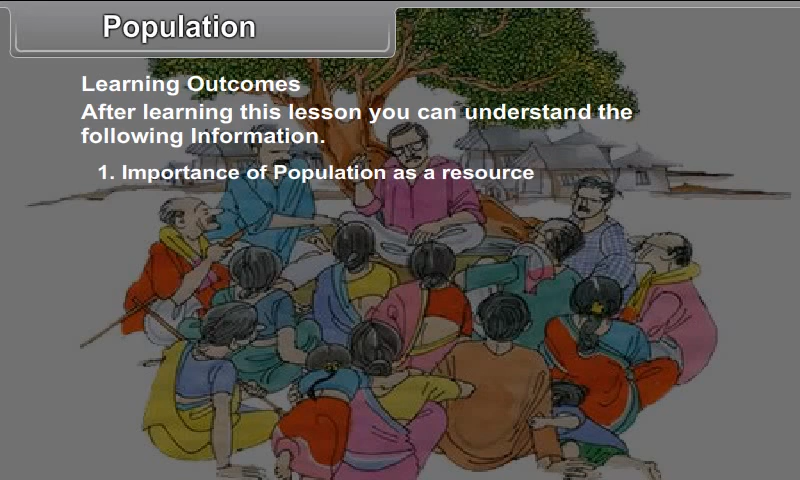 Population
Learning Outcomes
After learning this lesson you can understand the
following Information.
1. Importance of Population as a resource